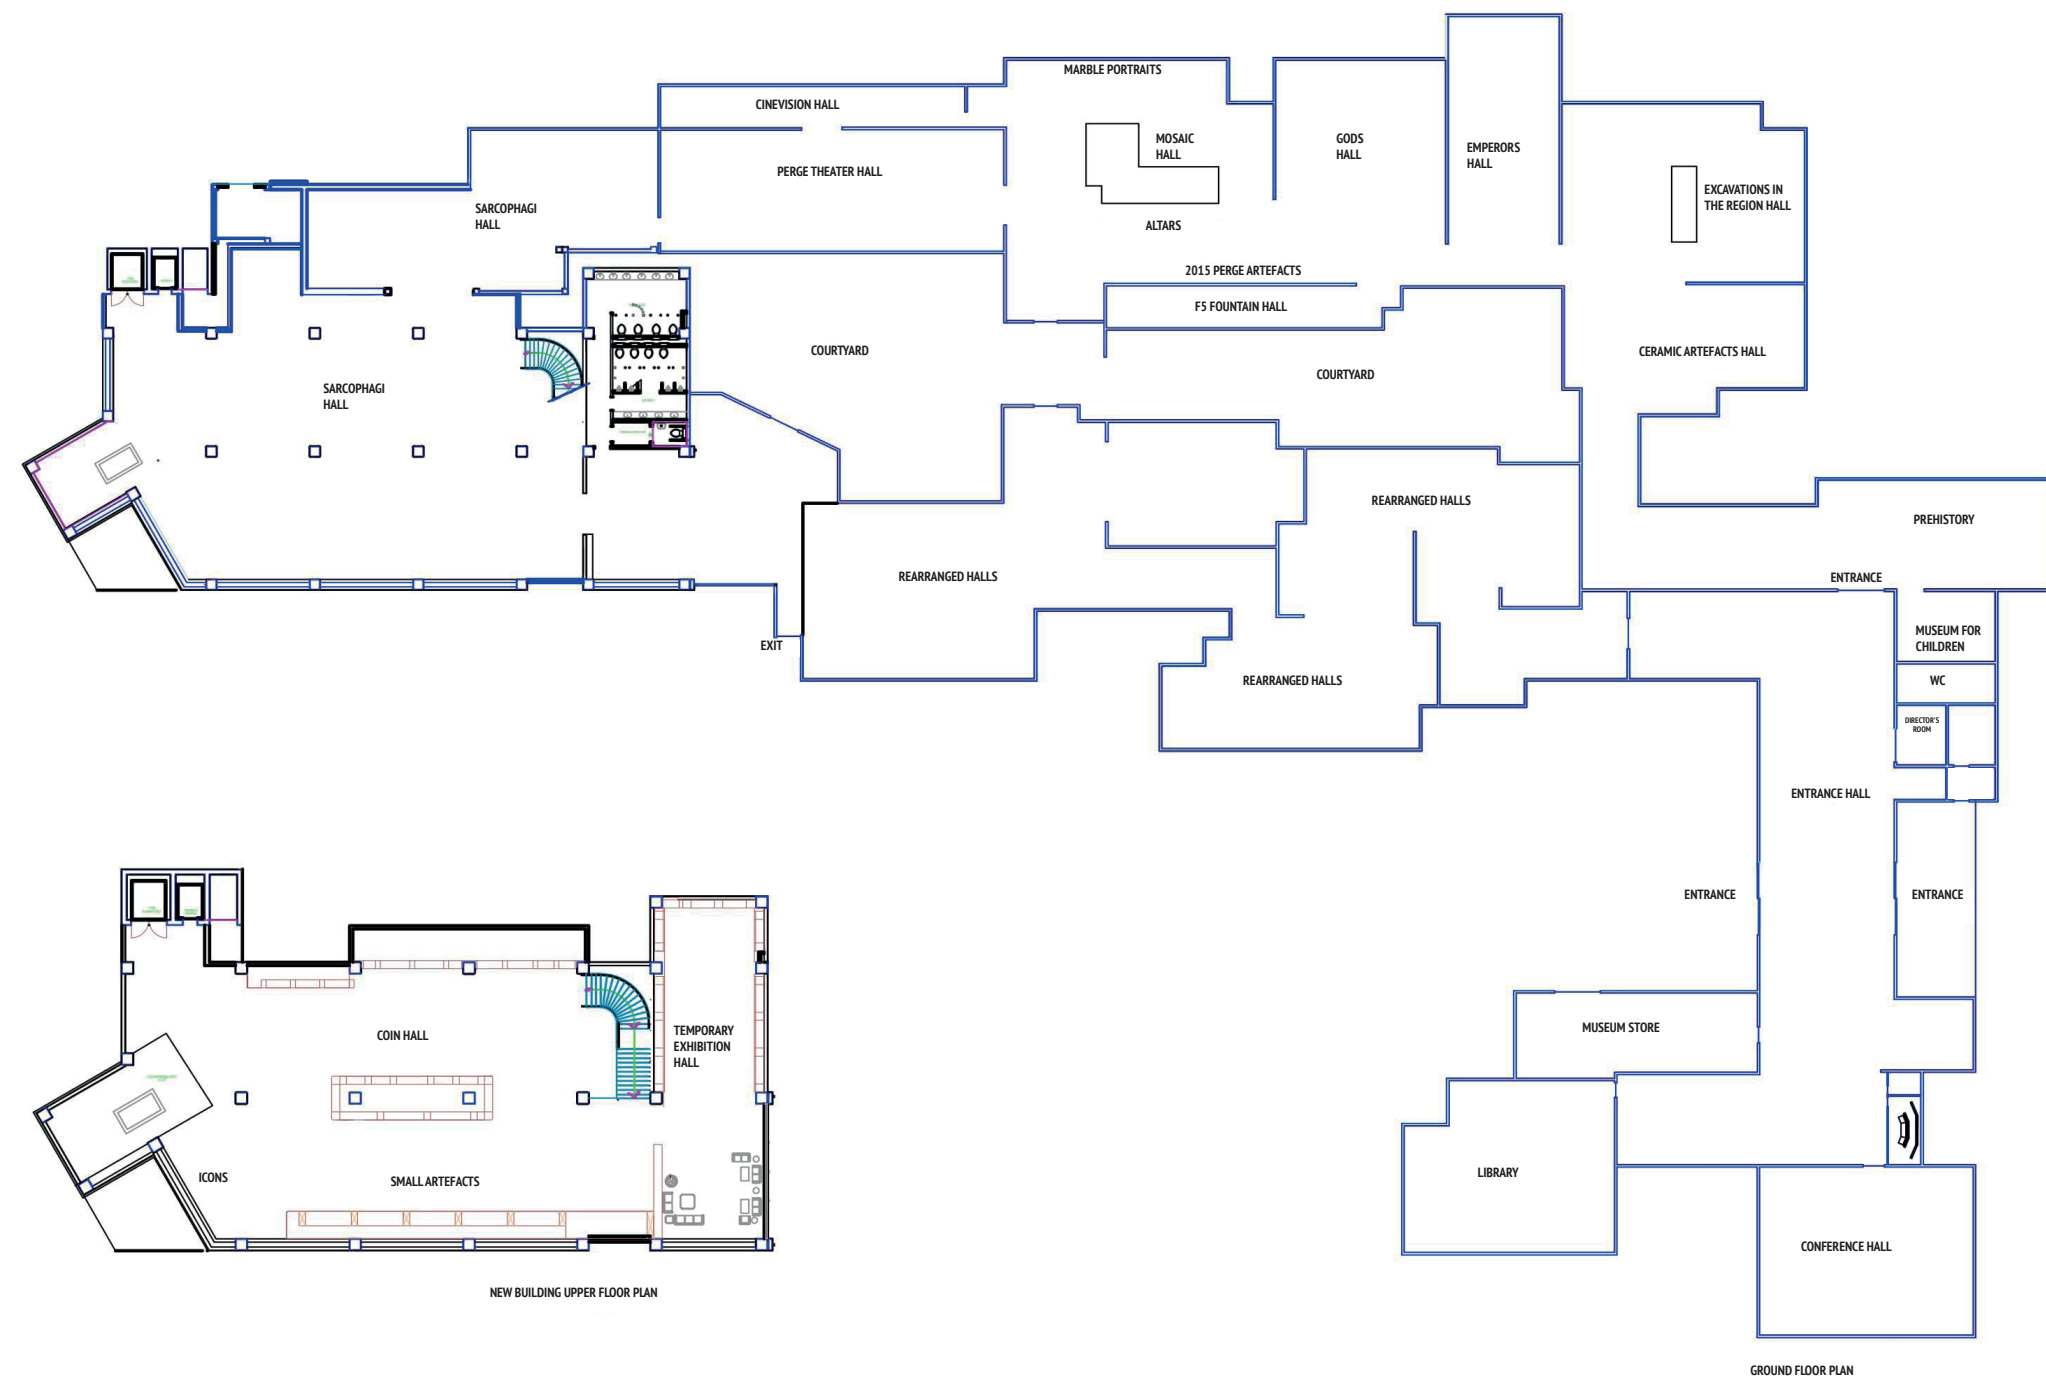 MARBLE PORTRAITS
CINEVISION HALL
MOSAIC
HALL
GODS
HALL
EMPERORS
HALL
PERGE THEATER HALL
EXCAVATIONS IN
THE REGION HALL
SARCOPHAGI
HALL
ALTARS
2015 PERGE ARTEFACTS
F5 FOUNTAIN HALL
COURTYARD
CERAMIC ARTEFACTS HALL
COURTYARD
SARCOPHAGI
HALL
REARRANGED HALLS
PREHISTORY
REARRANGED HALLS
ENTRANCE
EXIT
MUSEUM FOR
CHILDREN
REARRANGED HALLS
WC
DIRECTOR'S
ROOM
ENTRANCE HALL
ENTRANCE
ENTRANCE
MUSEUM STORE
COIN HALL
TEMPORARY
EXHIBITION
HALL
ICONS
SMALL ARTEFACTS
LIBRARY
CONFERENCE HALL
NEW BUILDING UPPER FLOOR PLAN
GROUND FLOOR PLAN